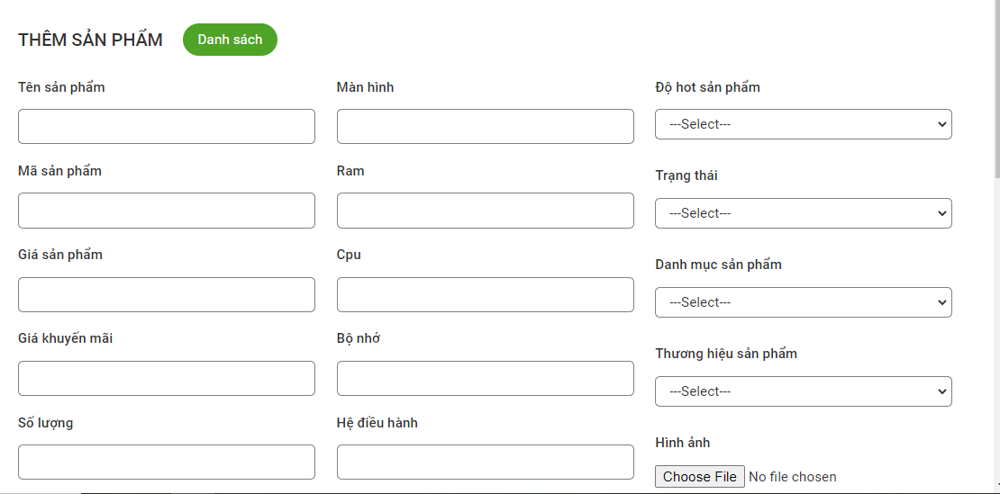 THÊM SẢN PHẨM
Danh sách
Tên sản phẩm
Mã sản phẩm
Giá sản phẩm
Giá khuyến mãi
Số lượng
Màn hình
Ram
Cpu
Bộ nhớ
Hệ điều hành
Độ hot sản phẩm
---Select---
Trạng thái
---Select---
Danh mục sản phẩm
---Select---
Thương hiệu sản phẩm
---Select---
Hình ảnh
Choose File No file chosen